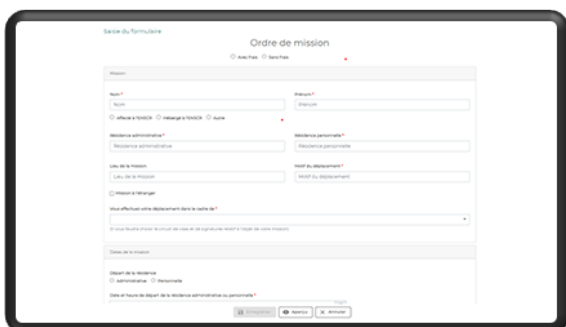 Saisie du formulaire
Ordre de mission
Avec frais Sans frais *
Mission
Nom * Prénom *
Nom Prénom
Affecté à l'ENSCR Hébergé à l'ENSCR Autre *
Résidence administrative * Résidence personnelle *
Résidence administrative Résidence personnelle
Lieu de la mission Motif du déplacement *
Lieu de la mission Motif du déplacement
Mission à l'étranger
Vous effectuez votre déplacement dans le cadre de *
Dates de la mission
Départ de la résidence
Administrative Personnelle
Date et heure de départ de la résidence administrative ou personnelle *
Enregistrer Aperçu Annuler